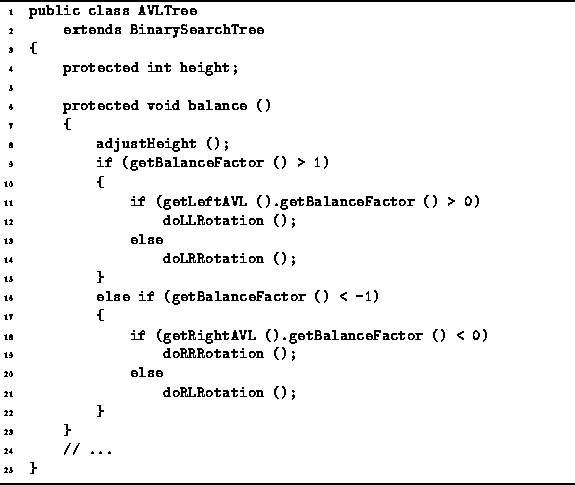 1 public class AVLTree
2     extends BinarySearchTree
3 {
4     protected int height;
5
6     protected void balance ()
7     {
8         adjustHeight ();
9         if (getBalanceFactor () > 1)
10         {
11             if (getLeftAVL ().getBalanceFactor () > 0)
12                 doLLRotation ();
13             else
14                 doLRRotation ();
15         }
16         else if (getBalanceFactor () < -1)
17         {
18             if (getRightAVL ().getBalanceFactor () < 0)
19                 doRRRotation ();
20             else
21                 doRLRotation ();
22         }
23     }
24     // ...
25 }